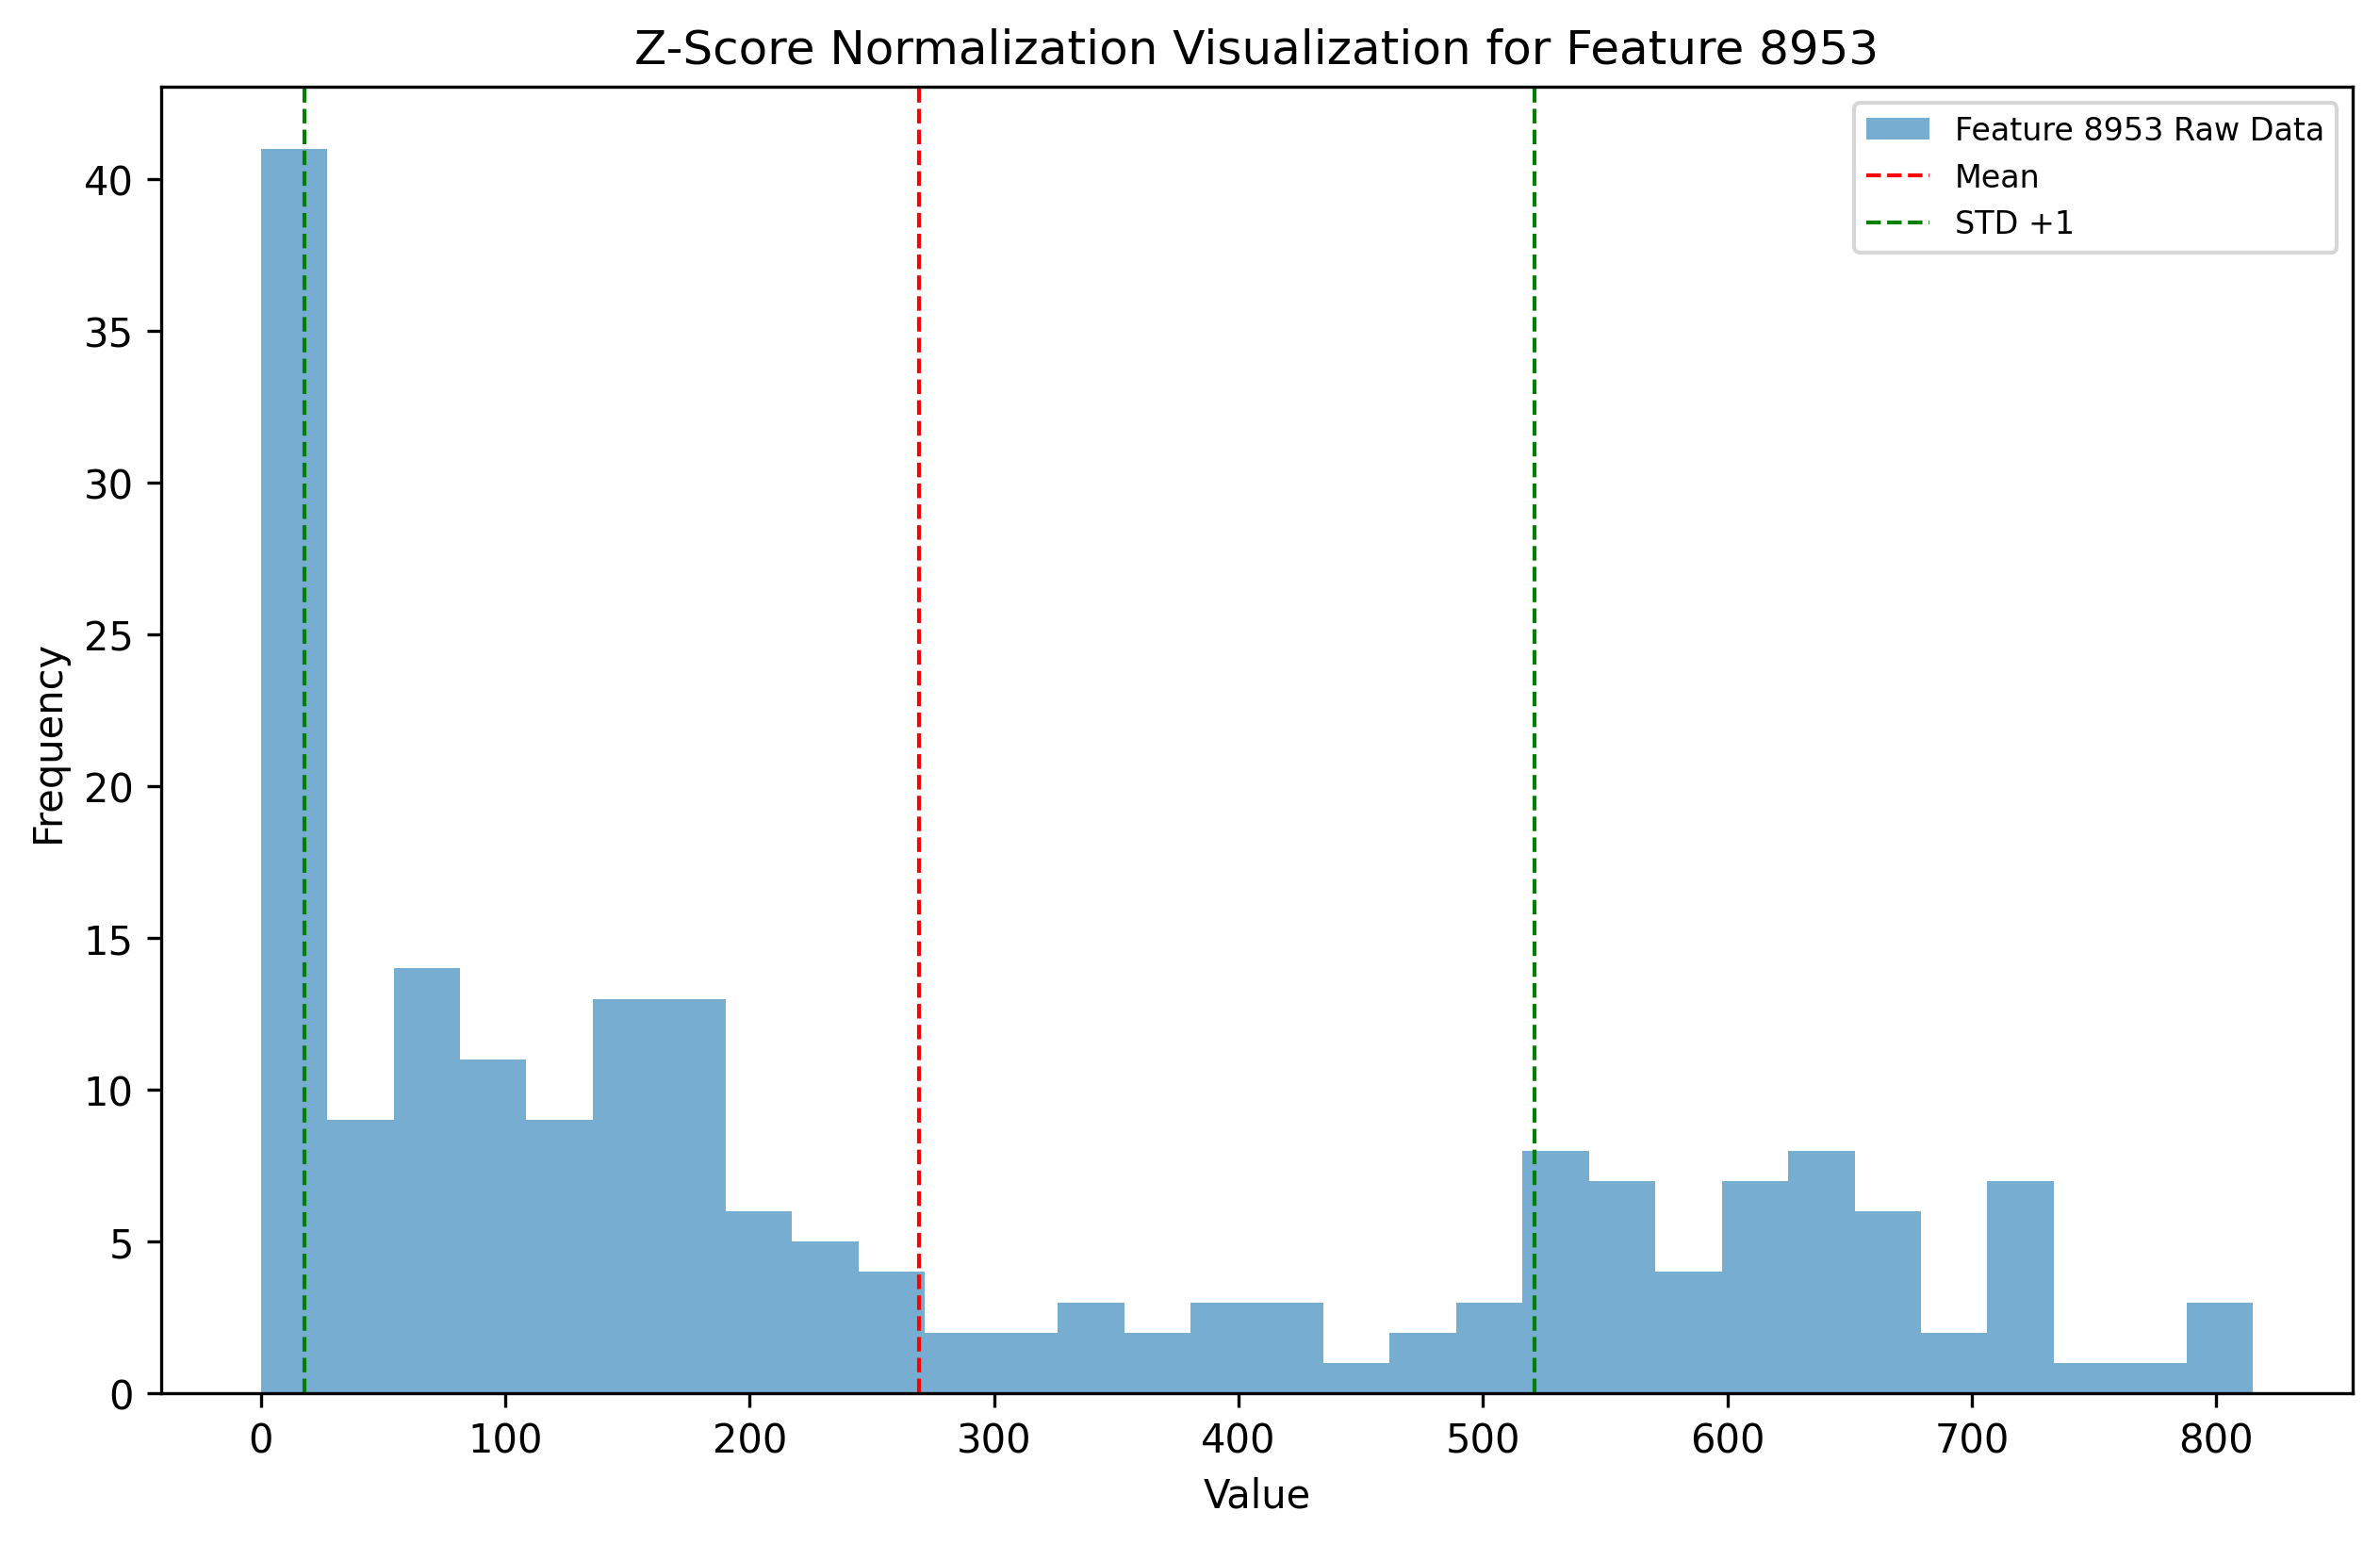 Z-Score Normalization Visualization for Feature 8953
Feature 8953 Raw Data
Mean
STD +1
Frequency
40
35
30
25
20
15
10
5
0
0 100 200 300 400 500 600 700 800
Value